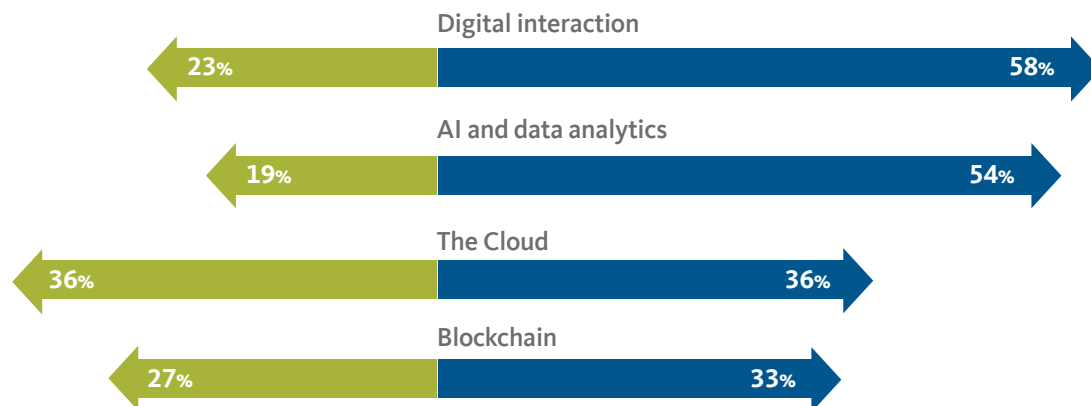 Digital interaction
23% 58%
AI and data analytics
19% 54%
The Cloud
36% 36%
Blockchain
27% 33%